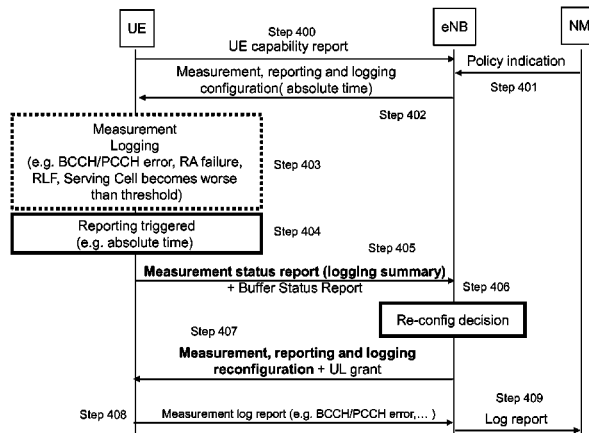 UE
eNB
NM
Step 400
UE capability report
Policy indication
Measurement, reporting and logging
configuration( absolute time)
Step 401
Step 402
Measurement
Logging
(e.g. BCCH/PCCH error, RA failure,
RLF, Serving Cell becomes worse
than threshold)
Step 403
Reporting triggered
(e.g. absolute time)
Step 404
Step 405
Measurement status report (logging summary)
+ Buffer Status Report
Step 406
Re-config decision
Step 407
Measurement, reporting and logging
reconfiguration + UL grant
Step 409
Step 408
Measurement log report (e.g. BCCH/PCCH error,... )
Log report